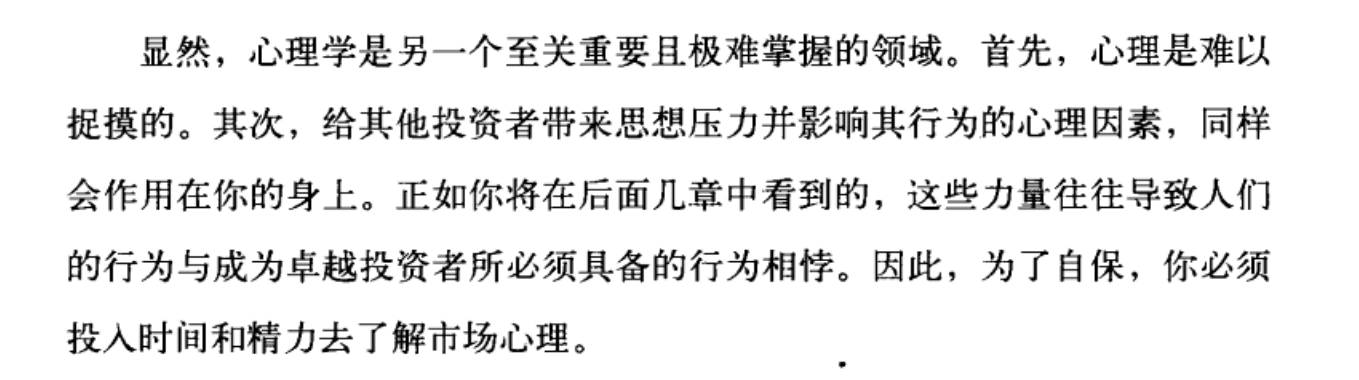 显然，心理学是另一个至关重要且极难掌握的领域。首先，心理是难以
捉摸的。其次，给其他投资者带来思想压力并影响其行为的心理因素，同样
会作用在你的身上。正如你将在后面几章中看到的，这些力量往往导致人们
的行为与成为卓越投资者所必须具备的行为相悖。因此，为了自保，你必须
投入时间和精力去了解市场心理。